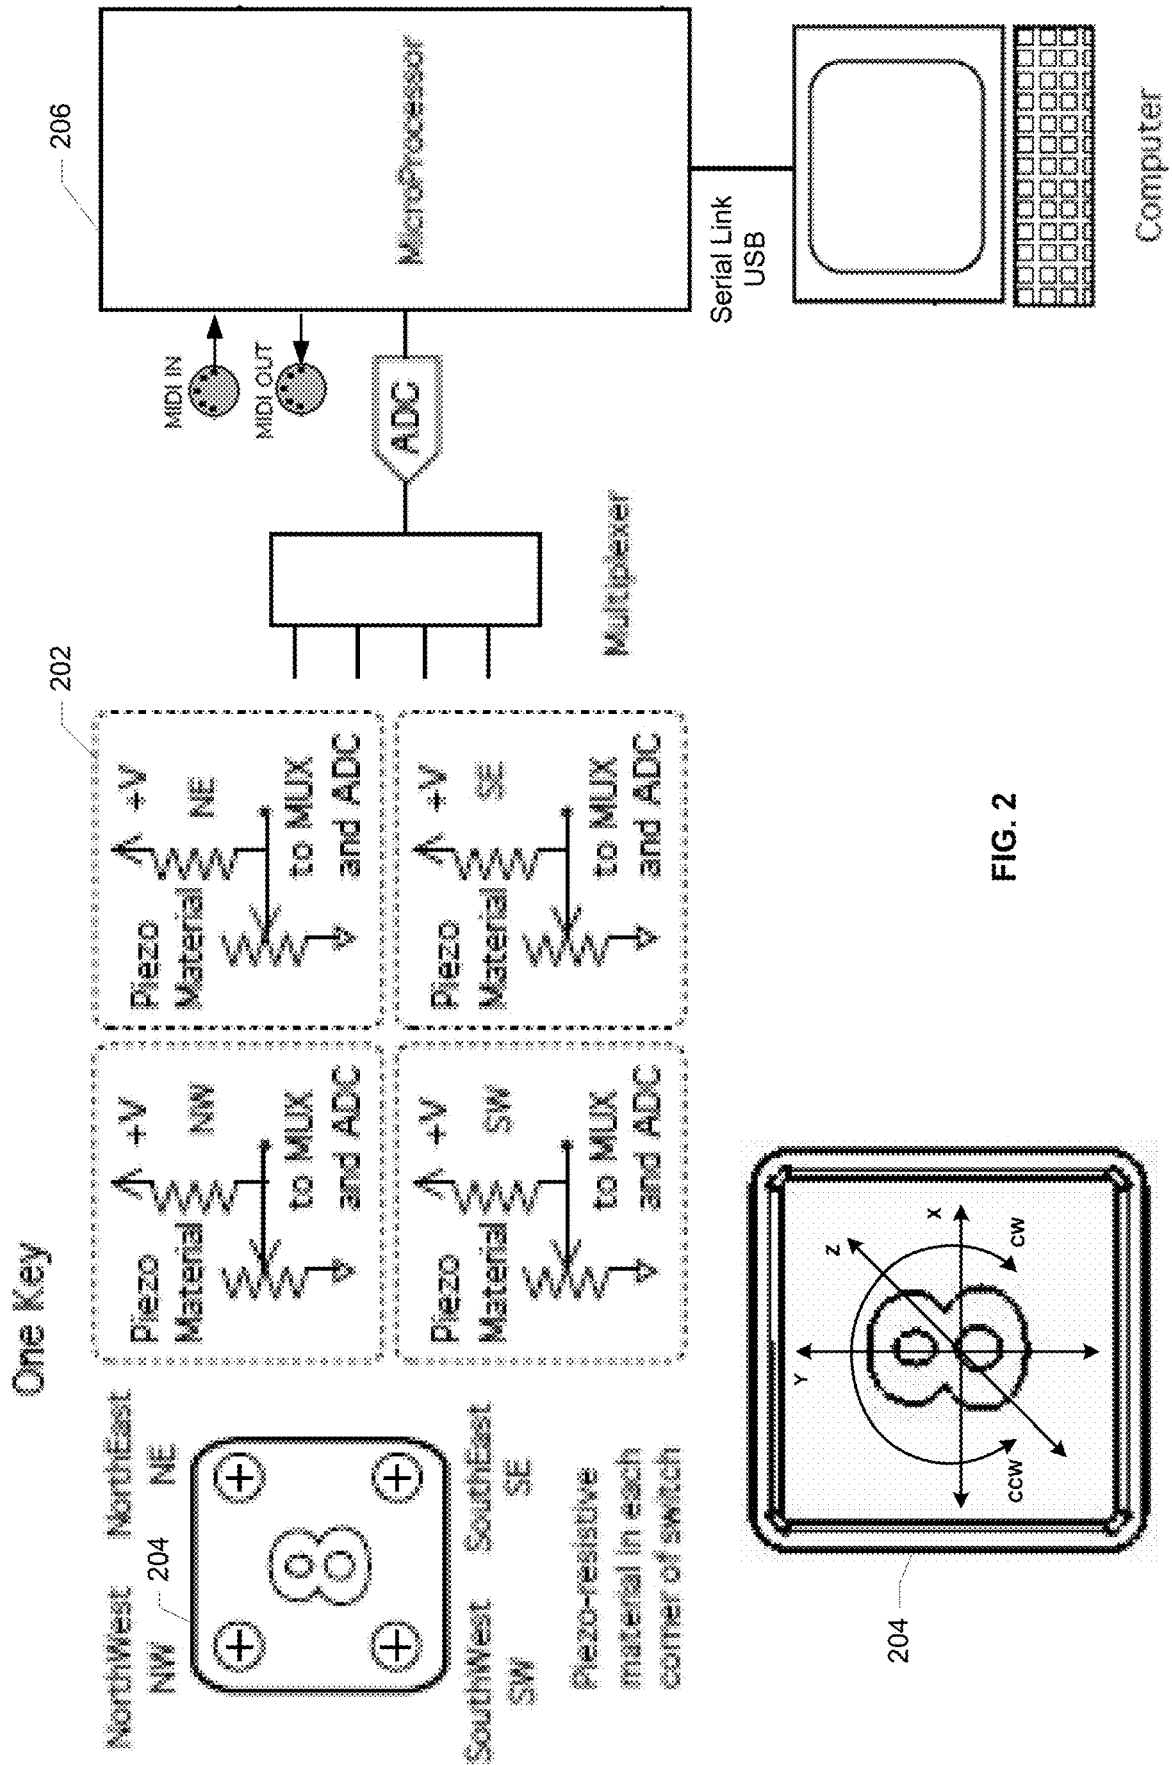 One Key
NorthWest
NW
NorthEast
NE
204
8
SouthWest
SW
SouthEast
SE
Piezo-resistive
material in each
corner of switch
202
Piezo
Material
+V
NW
to MUX
and ADC
Piezo
Material
+V
NE
to MUX
and ADC
Piezo
Material
+V
SW
to MUX
and ADC
Piezo
Material
+V
SE
to MUX
and ADC
Multiplexer
ADC
MIDI IN
MIDI OUT
206
MicroProcessor
Serial Link
USB
Computer
204
8
Y
Z
X
ccw
cw
FIG. 2